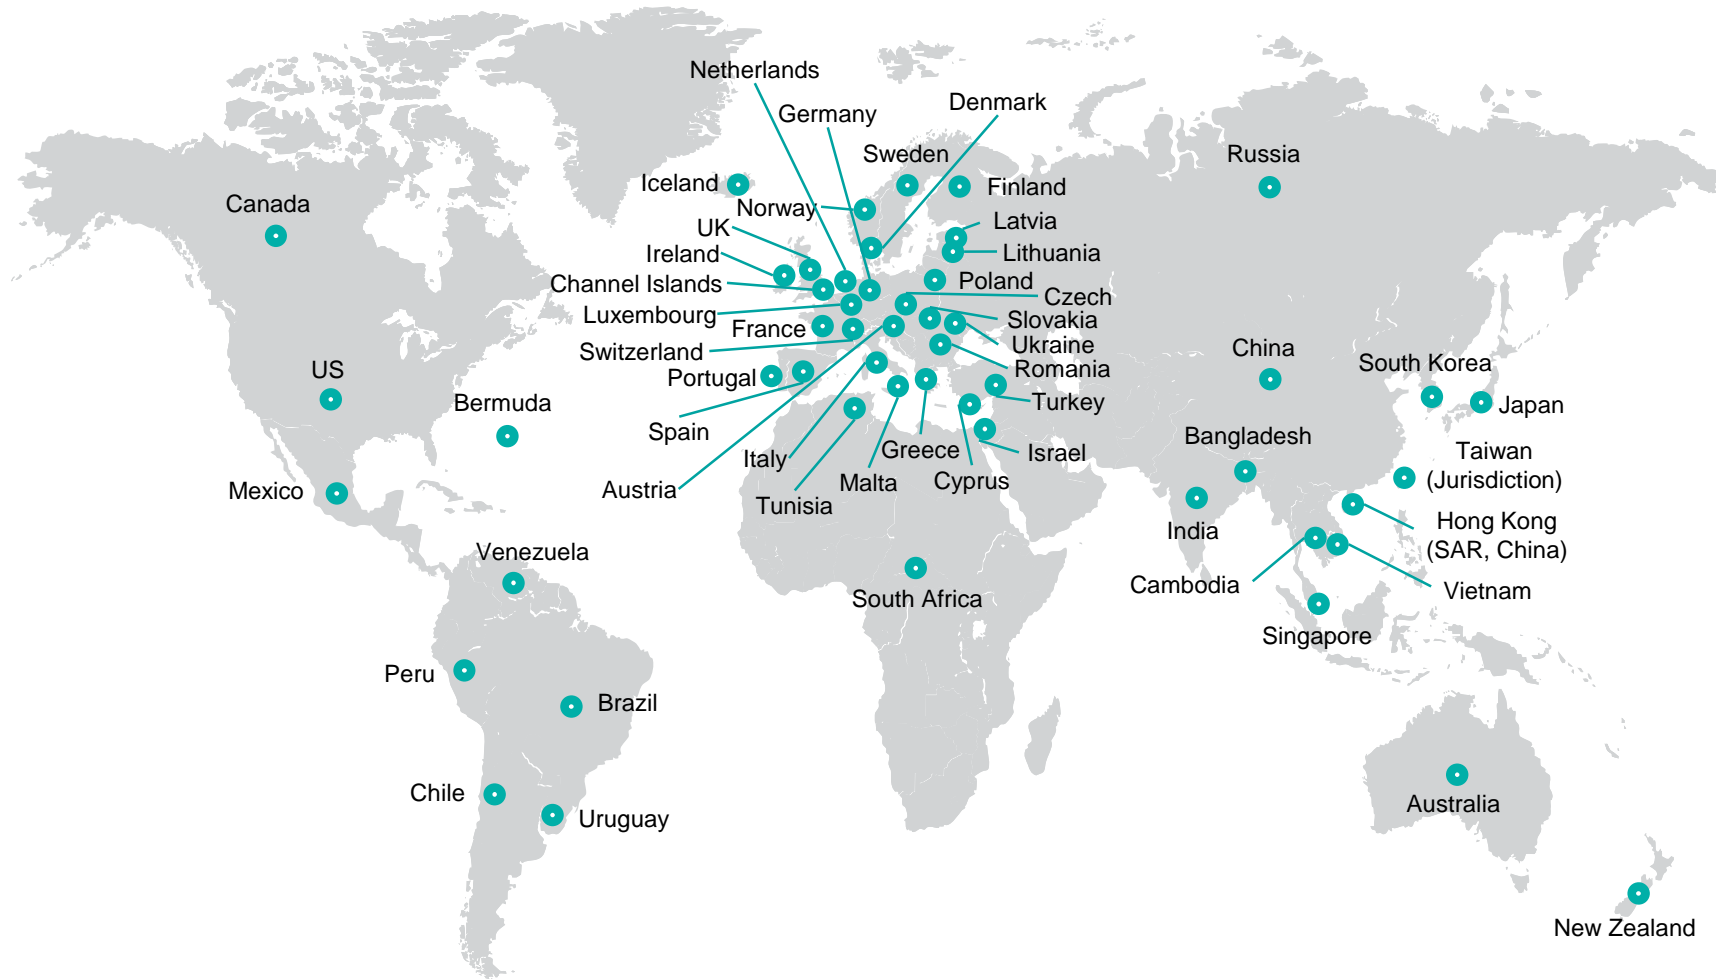 Netherlands
Germany
Denmark
Sweden
Russia
Iceland
Finland
Canada
Norway
Latvia
UK
Ireland
Lithuania
Channel Islands
Poland
Czech
Luxembourg
Slovakia
France
Ukraine
Switzerland
China
South Korea
US
Romania
Portugal
Bermuda
Turkey
Japan
Spain
Bangladesh
Greece
Israel
Taiwan
(Jurisdiction)
Italy
Malta
Cyprus
Austria
Mexico
Tunisia
India
Hong Kong
(SAR, China)
Venezuela
Cambodia
Vietnam
South Africa
Singapore
Peru
Brazil
Chile
Australia
Uruguay
New Zealand